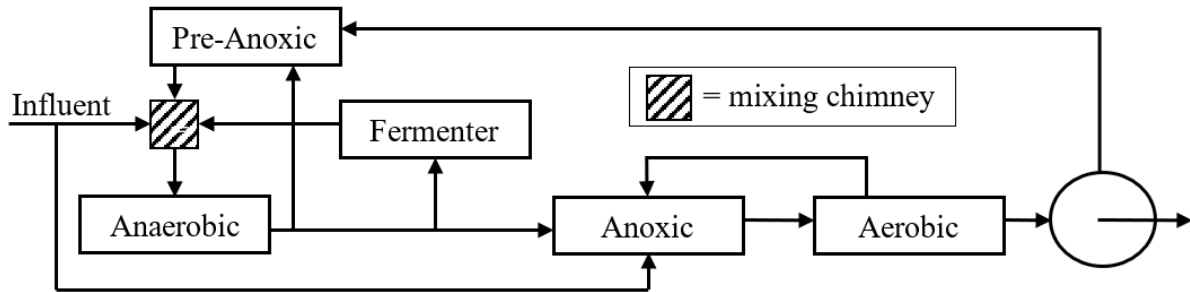 Pre-Anoxic
Influent
= mixing chimney
Fermenter
Anaerobic
Anoxic
Aerobic